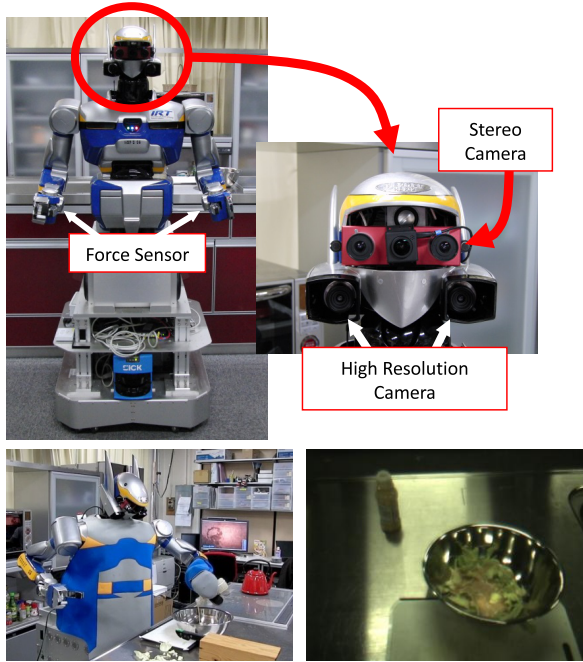 IRT
Stereo
Camera
Force Sensor
SICK
High Resolution
Camera